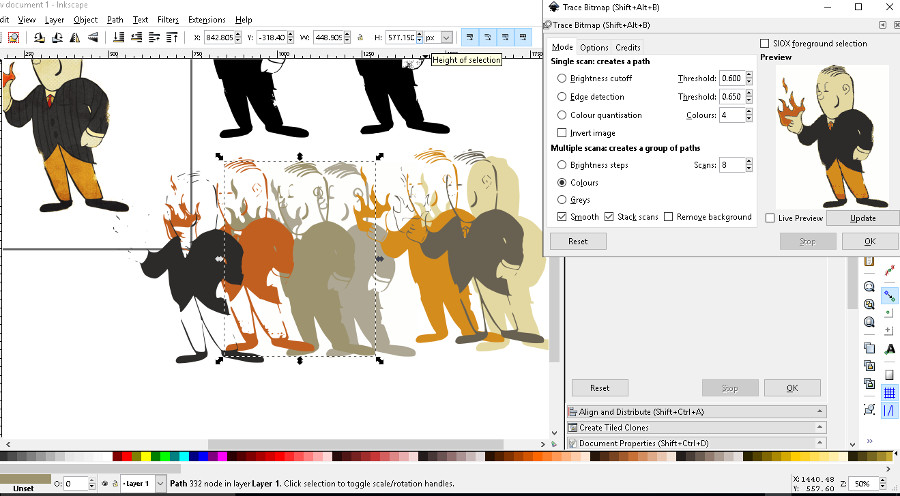 w document 1 - Inkscape
dit View Layer Object Path Text Filters Extensions Help
X: 842.805 Y: -318.40 W: 448.905 H: 577.150 px
250 500 750 1000 1250
Height of selection
Trace Bitmap (Shift+Alt+B)
Trace Bitmap (Shift+Alt+B)
Mode Options Credits
SIOX foreground selection
Single scan: creates a path
Preview
Brightness cutoff Threshold: 0.600
Edge detection Threshold: 0.650
Colour quantisation Colours: 4
Invert image
Multiple scans: creates a group of paths
Brightness steps Scans: 8
Colours
Greys
Smooth Stack scans Remove background
Live Preview Update
Reset Stop OK
Reset Stop OK
Align and Distribute (Shift+Ctrl+A)
Create Tiled Clones
Document Properties (Shift+Ctrl+D)
Unset
O: 0 Layer 1 Path 332 node in layer Layer 1. Click selection to toggle scale/rotation handles.
X: 1440.48
Y: 557.60
Z: 50%